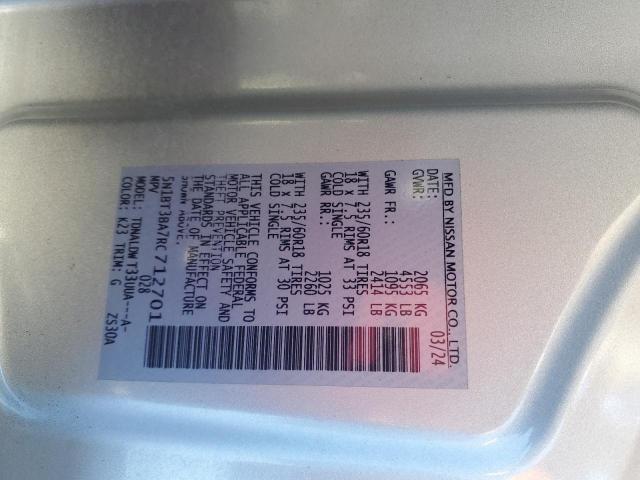 MFD BY NISSAN MOTOR CO., LTD.
DATE: 03/24
GVWR: 2065 KG
4553 LB
GAWR FR: 1095 KG
2414 LB
WITH 235/60R18 TIRES
18 X 7.5 RIMS AT 33 PSI
COLD SINGLE
GAWR RR: 1025 KG
2260 LB
WITH 235/60R18 TIRES
18 X 7.5 RIMS AT 30 PSI
COLD SINGLE
THIS VEHICLE CONFORMS TO
ALL APPLICABLE FEDERAL
MOTOR VEHICLE SAFETY AND
THEFT PREVENTION
STANDARDS IN EFFECT ON
THE DATE OF MANUFACTURE
SHOWN ABOVE.
5N1BT3BA7RC712701
MPV 028
MODEL: TDNALDWT33UUA---A-
COLOR: K23 TRIM: G ZS30A